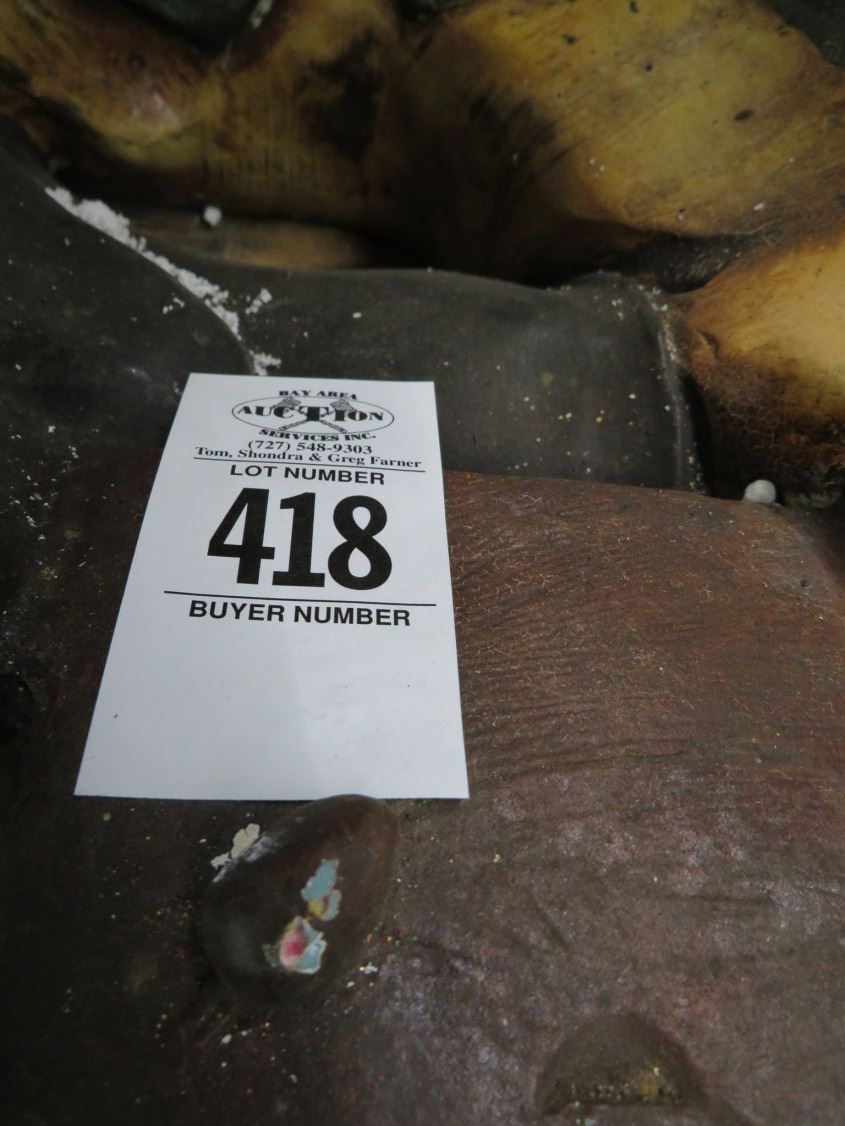 BAY AREA
AUCTION
SERVICES INC.
(727) 548-9303
Tom, Shondra & Greg Farner
LOT NUMBER
418
BUYER NUMBER